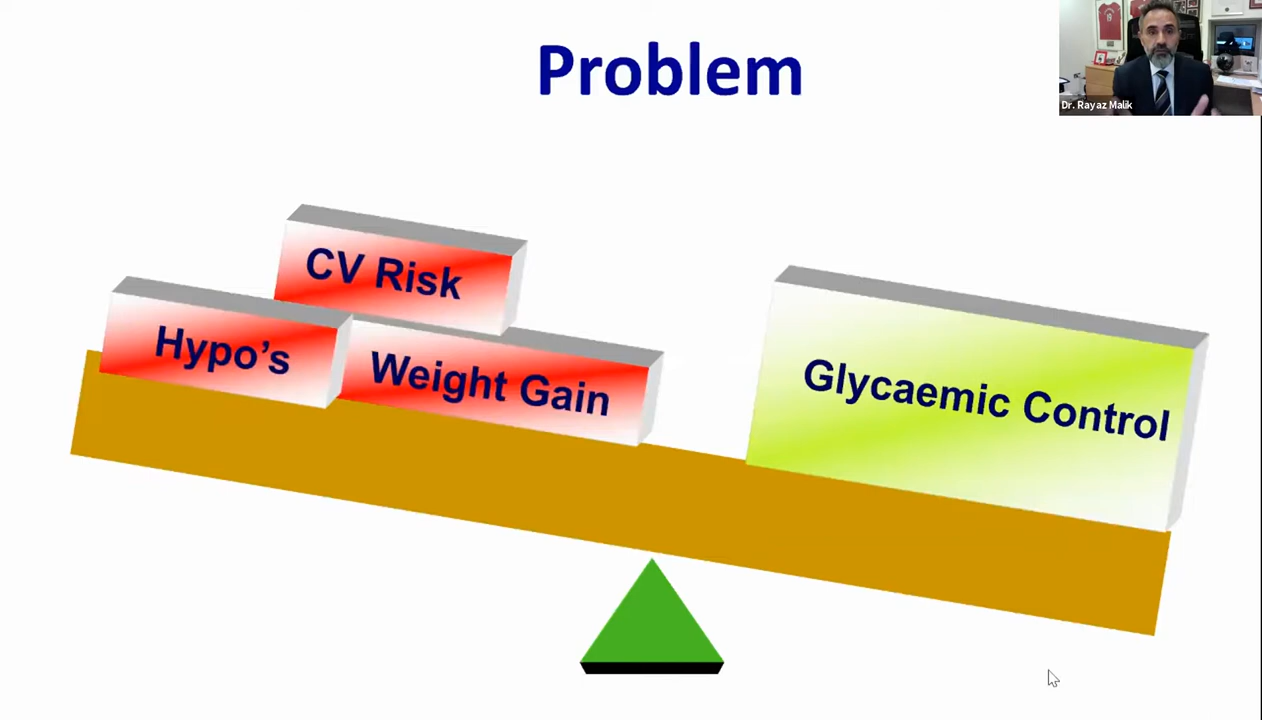 Problem
Dr. Rayaz Malik
CV Risk
Hypo's
Weight Gain
Glycaemic Control